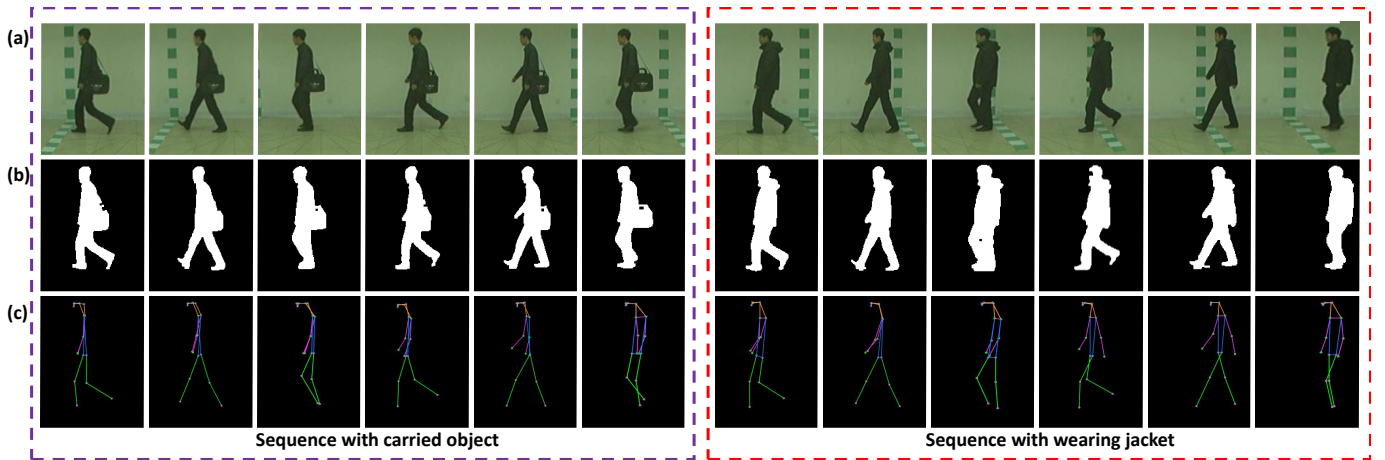 (a)
(b)
(c)
Sequence with carried object
Sequence with wearing jacket